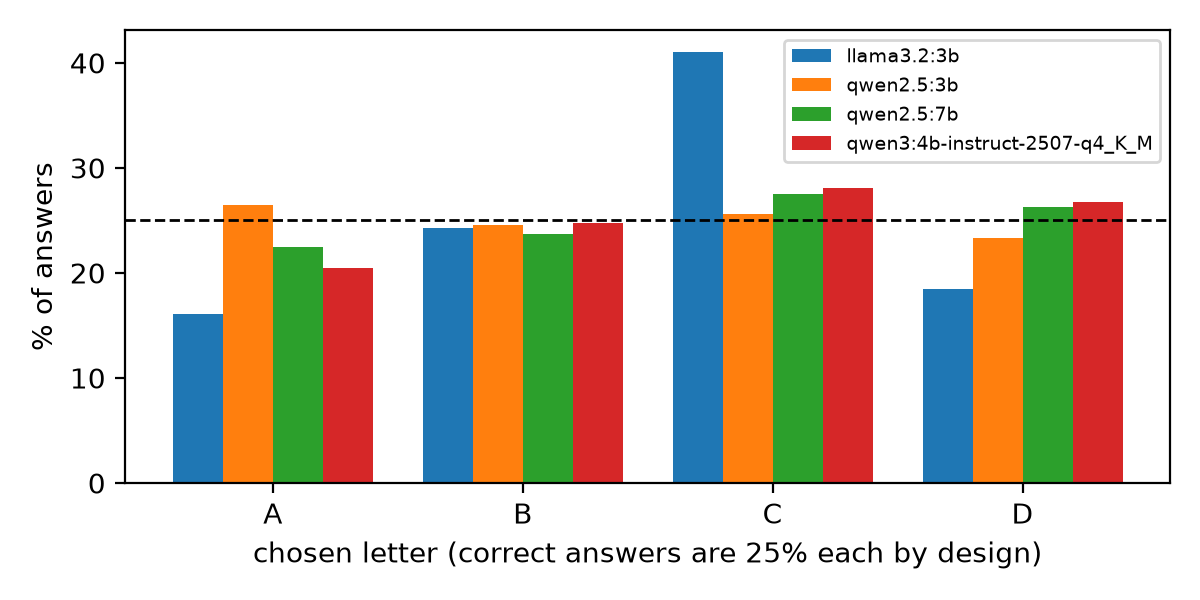 % of answers
40
30
20
10
0
llama3.2:3b
qwen2.5:3b
qwen2.5:7b
qwen3:4b-instruct-2507-q4_K_M
A
B
C
D
chosen letter (correct answers are 25% each by design)